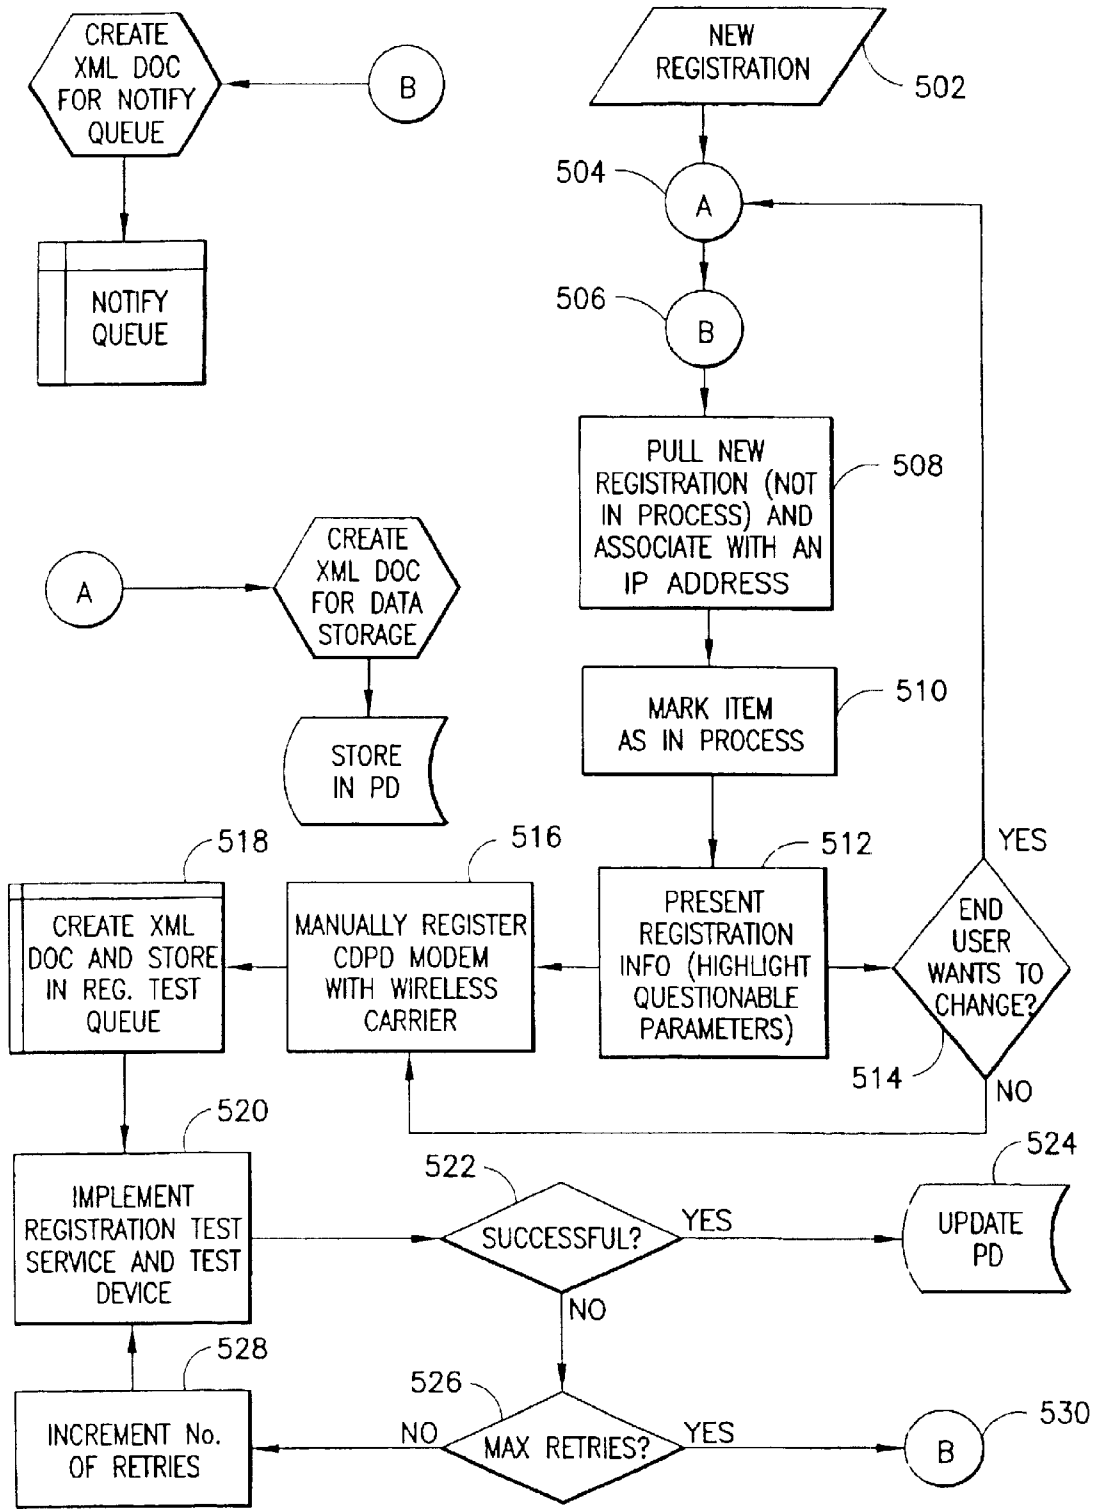 CREATE
XML DOC
FOR NOTIFY
QUEUE
B
NOTIFY
QUEUE
NEW
REGISTRATION
502
504
A
506
B
PULL NEW
REGISTRATION (NOT
IN PROCESS) AND
ASSOCIATE WITH AN
IP ADDRESS
508
A
CREATE
XML DOC
FOR DATA
STORAGE
STORE
IN PD
MARK ITEM
AS IN PROCESS
510
518
CREATE XML
DOC AND STORE
IN REG. TEST
QUEUE
516
MANUALLY REGISTER
CDPD MODEM
WITH WIRELESS
CARRIER
512
PRESENT
REGISTRATION
INFO (HIGHLIGHT
QUESTIONABLE
PARAMETERS)
YES
END
USER
WANTS TO
CHANGE?
514
NO
520
IMPLEMENT
REGISTRATION TEST
SERVICE AND TEST
DEVICE
522
SUCCESSFUL?
YES
NO
524
UPDATE
PD
528
INCREMENT No.
OF RETRIES
526
NO
MAX RETRIES?
YES
B
530